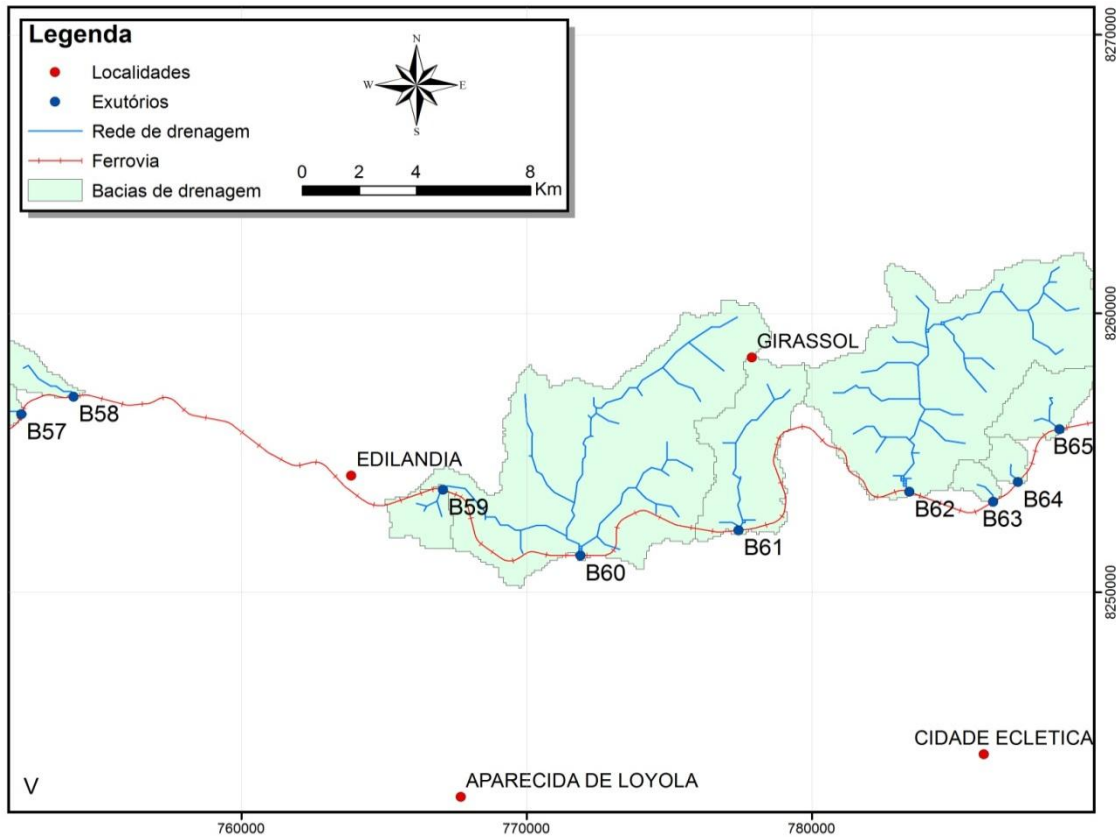 Legenda
Localidades
Exutórios
Rede de drenagem
Ferrovia
Bacias de drenagem
N
W E
S
0 2 4 8
Km
8270000
8260000
8250000
GIRASSOL
B58
B57
B65
EDILANDIA
B59
B64
B62
B63
B61
B60
CIDADE ECLETICA
APARECIDA DE LOYOLA
V
760000 770000 780000